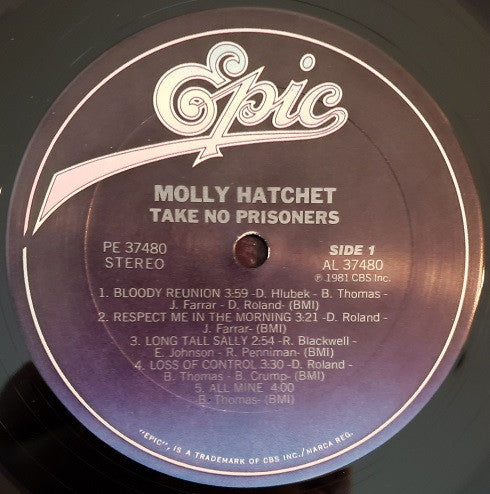 Epic
MOLLY HATCHET
TAKE NO PRISONERS
PE 37480
STEREO
SIDE 1
AL 37480
℗ 1981 CBS Inc.
1. BLOODY REUNION 3:59 -D. Hlubek - B. Thomas-
J. Farrar - D. Roland- (BMI)
2. RESPECT ME IN THE MORNING 3:21 -D. Roland -
J. Farrar- (BMI)
3. LONG TALL SALLY 2:54 - R. Blackwell -
E. Johnson - R. Penniman- (BMI)
4. LOSS OF CONTROL 3:30 -D. Roland -
B. Thomas - B. Crump- (BMI)
5. ALL MINE 4:00
B. Thomas- (BMI)
"EPIC", IS A TRADEMARK OF CBS INC./MARCA REG.